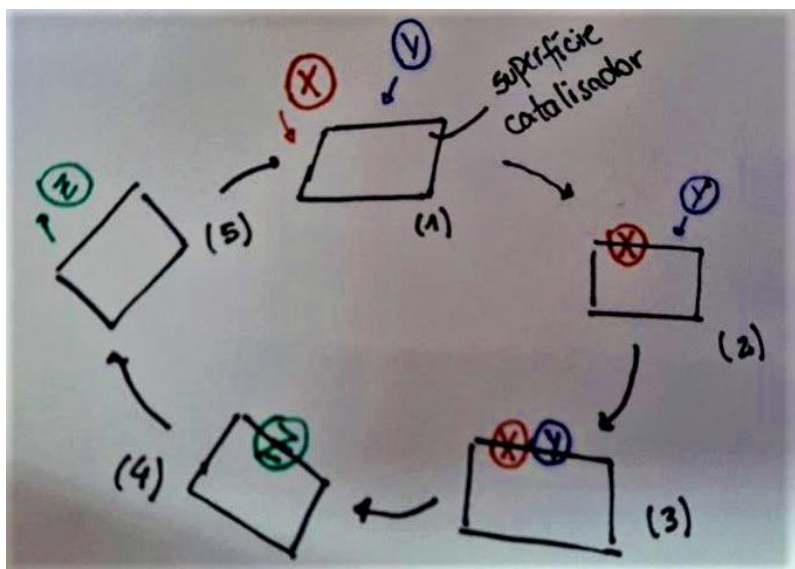 X
Y
superfície
catalisador
(1)
X
Y
(2)
X Y
(3)
Z
(4)
Z
(5)